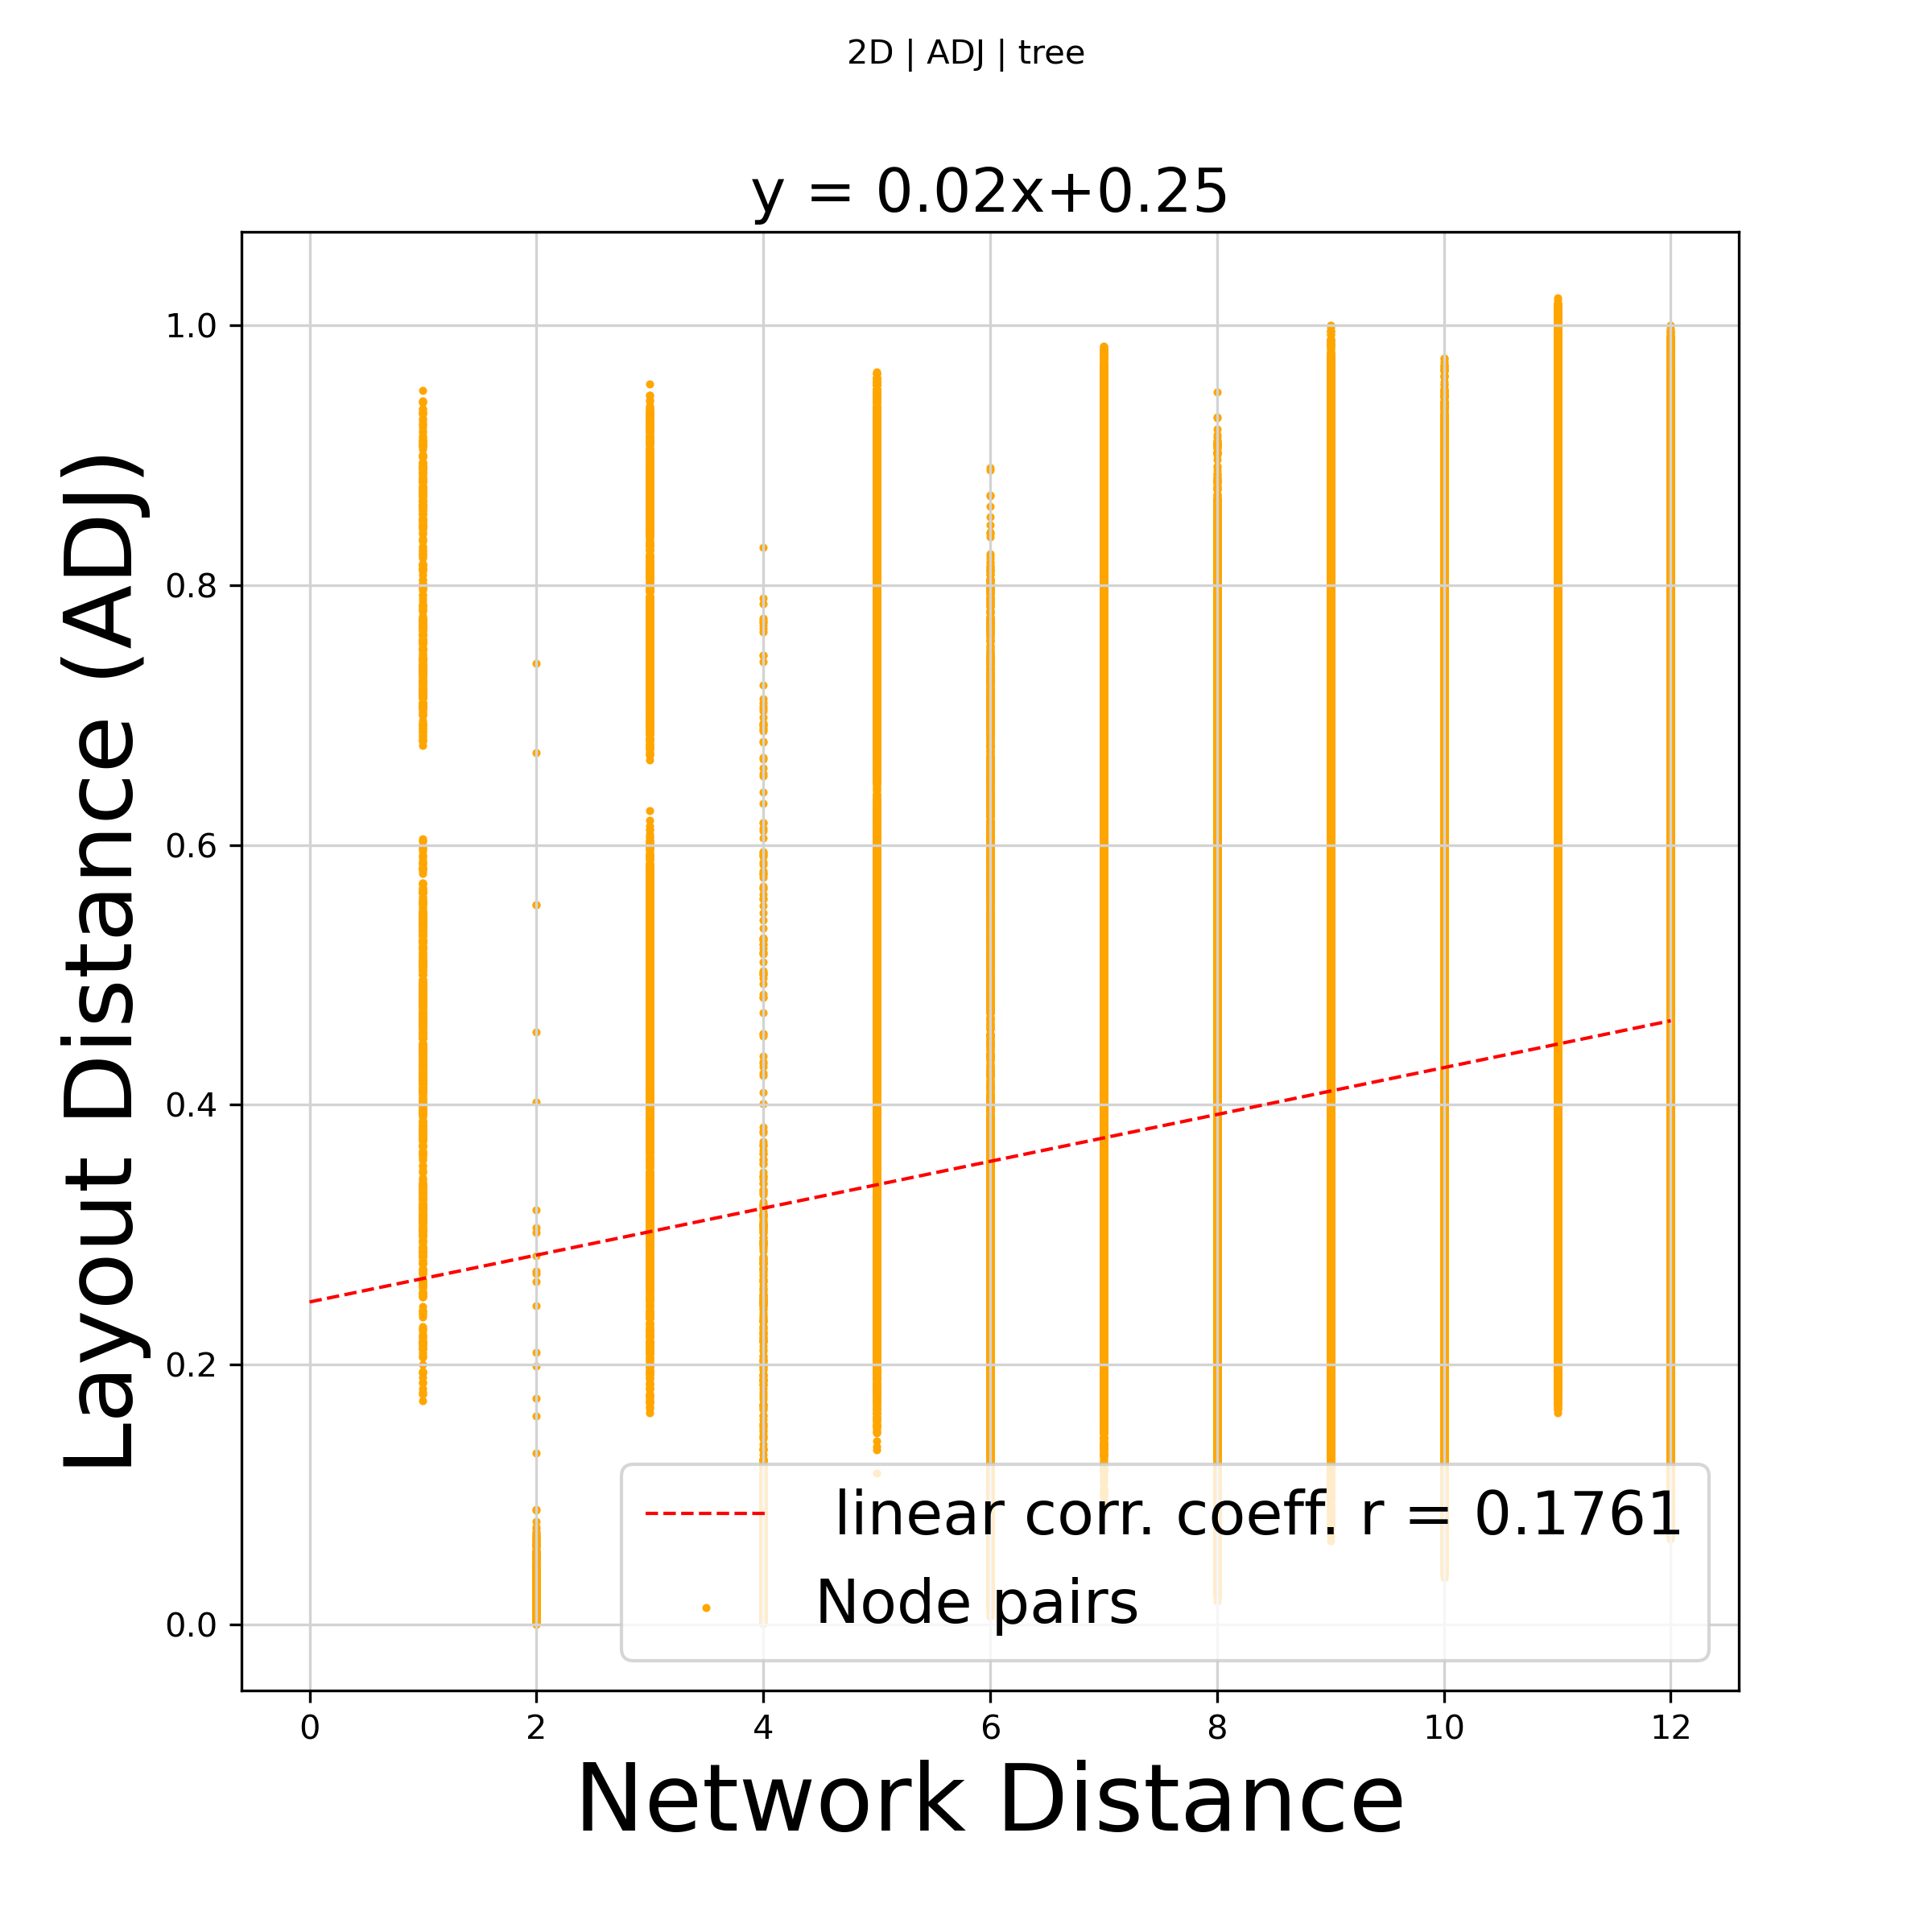 2D | ADJ | tree
y = 0.02x+0.25
Layout Distance (ADJ)
1.0
0.8
0.6
0.4
0.2
0.0
linear corr. coeff. r = 0.1761
Node pairs
0 2 4 6 8 10 12
Network Distance